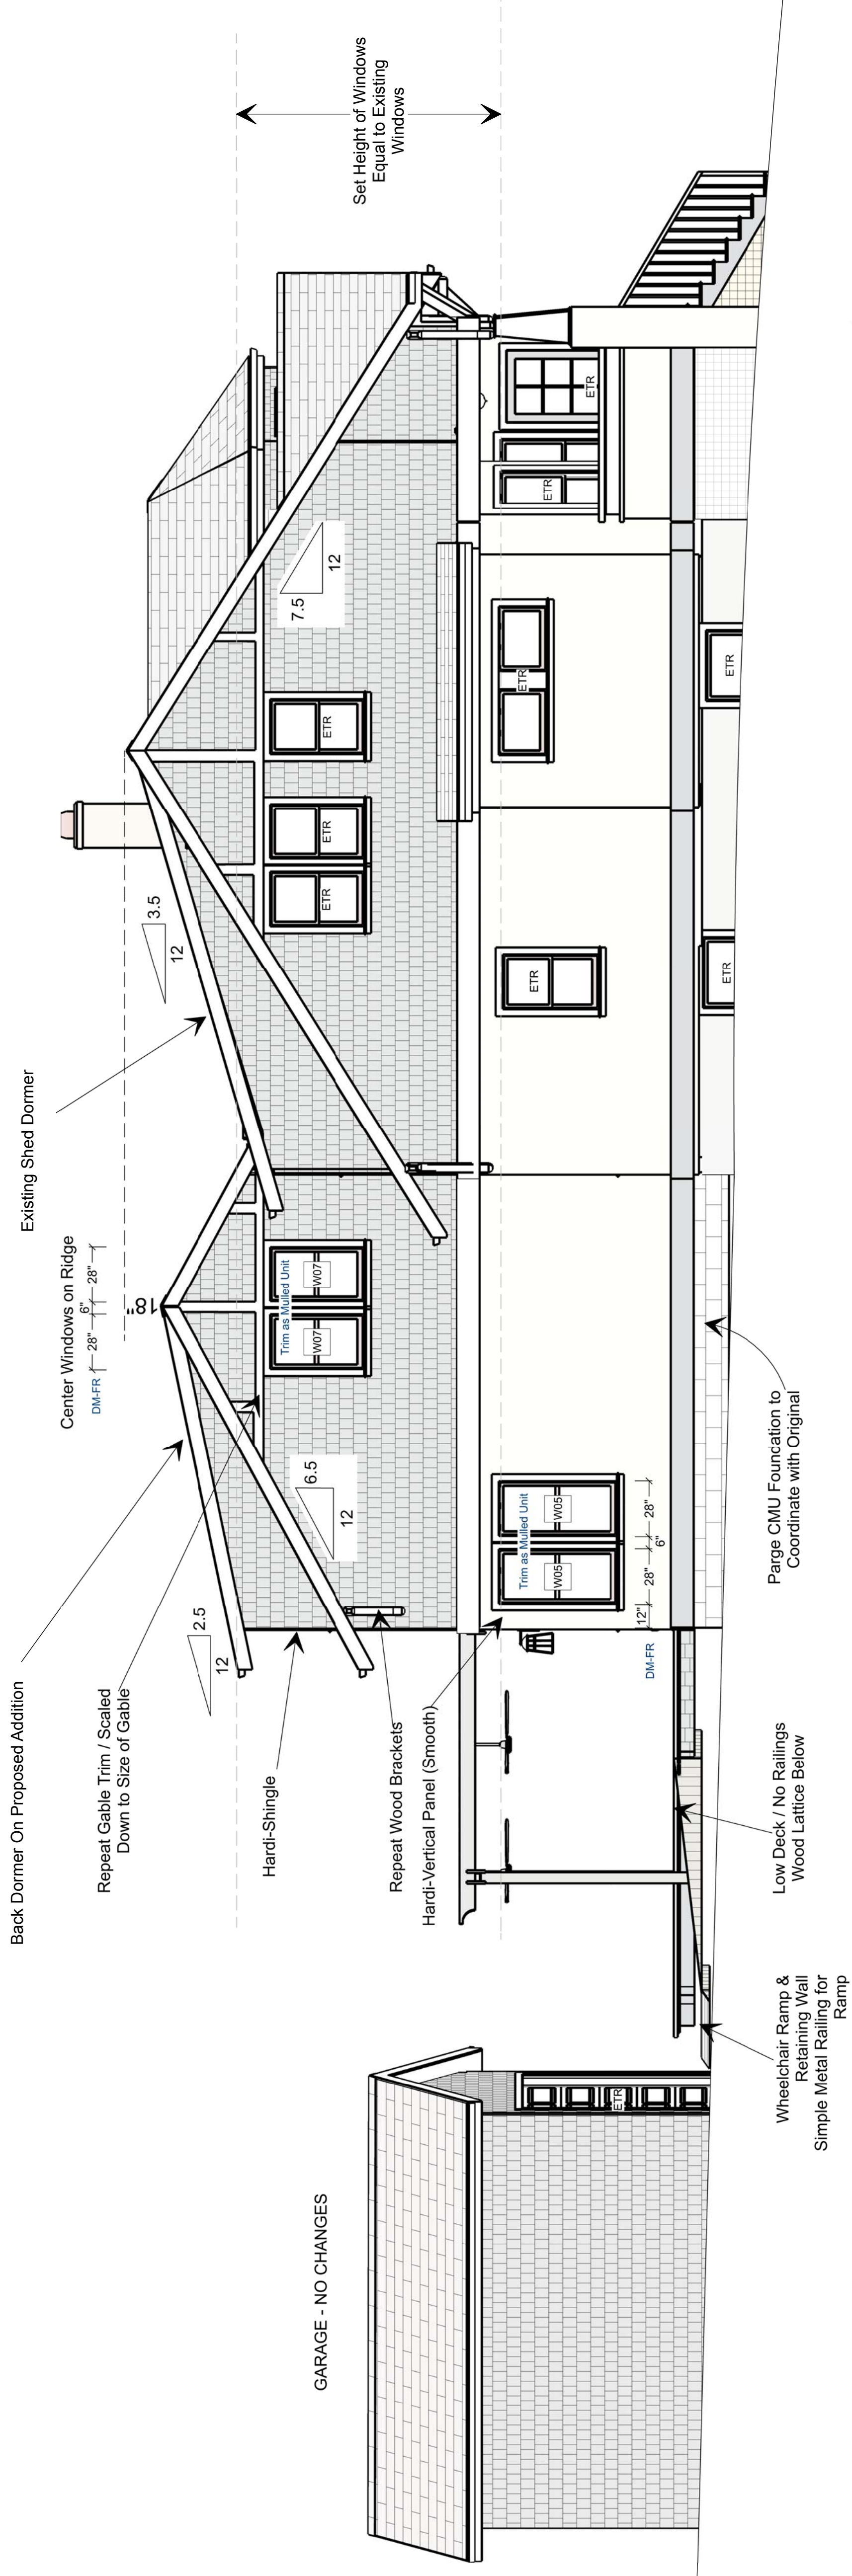 Back Dormer On Proposed Addition
Existing Shed Dormer
Center Windows on Ridge
DM-FR
28"
6"
28"
18"
Repeat Gable Trim / Scaled
Down to Size of Gable
2.5
12
3.5
12
Set Height of Windows
Equal to Existing
Windows
GARAGE - NO CHANGES
Hardi-Shingle
6.5
12
Trim as Mulled Unit
W07
W07
ETR
ETR
ETR
7.5
12
Repeat Wood Brackets
Hardi-Vertical Panel (Smooth)
Trim as Mulled Unit
W05
W05
ETR
ETR
ETR
ETR
ETR
DM-FR
12"
28"
6"
28"
ETR
ETR
Wheelchair Ramp &
Retaining Wall
Simple Metal Railing for
Ramp
Low Deck / No Railings
Wood Lattice Below
Parge CMU Foundation to
Coordinate with Original